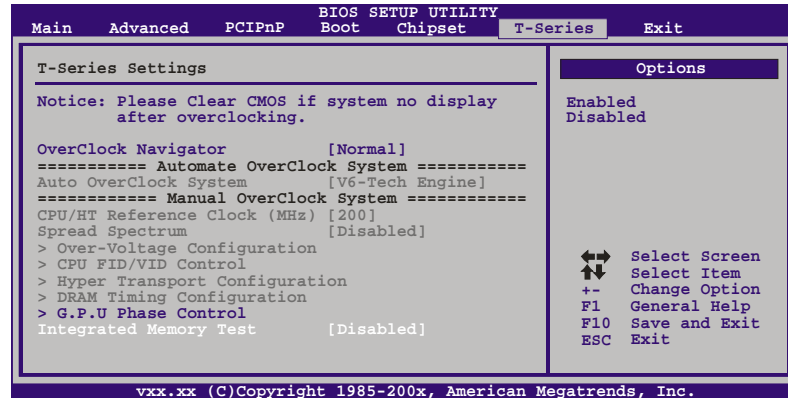 BIOS SETUP UTILITY
Main Advanced PCIPnP Boot Chipset T-Series Exit
T-Series Settings
Notice: Please Clear CMOS if system no display
after overclocking.
OverClock Navigator [Normal]
=========== Automate OverClock System ===========
Auto OverClock System [V6-Tech Engine]
============ Manual OverClock System ============
CPU/HT Reference Clock (MHz) [200]
Spread Spectrum [Disabled]
> Over-Voltage Configuration
> CPU FID/VID Control
> Hyper Transport Configuration
> DRAM Timing Configuration
> G.P.U Phase Control
Integrated Memory Test [Disabled]
Options
Enabled
Disabled
Select Screen
Select Item
+- Change Option
F1 General Help
F10 Save and Exit
ESC Exit
vxx.xx (C)Copyright 1985-200x, American Megatrends, Inc.